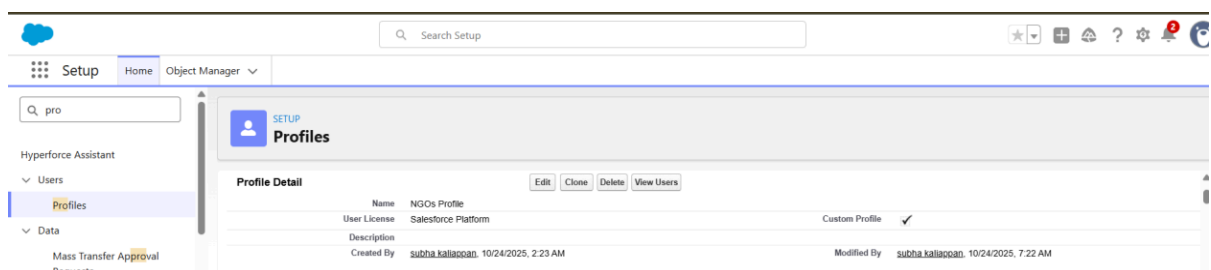 Search Setup
2
Setup Home Object Manager
pro
SETUP
Profiles
Hyperforce Assistant
Users
Profiles
Data
Mass Transfer Approval
Requests
Profile Detail Edit Clone Delete View Users
Name NGOs Profile
User License Salesforce Platform Custom Profile ✓
Description
Created By subha kaliappan, 10/24/2025, 2:23 AM Modified By subha kaliappan, 10/24/2025, 7:22 AM